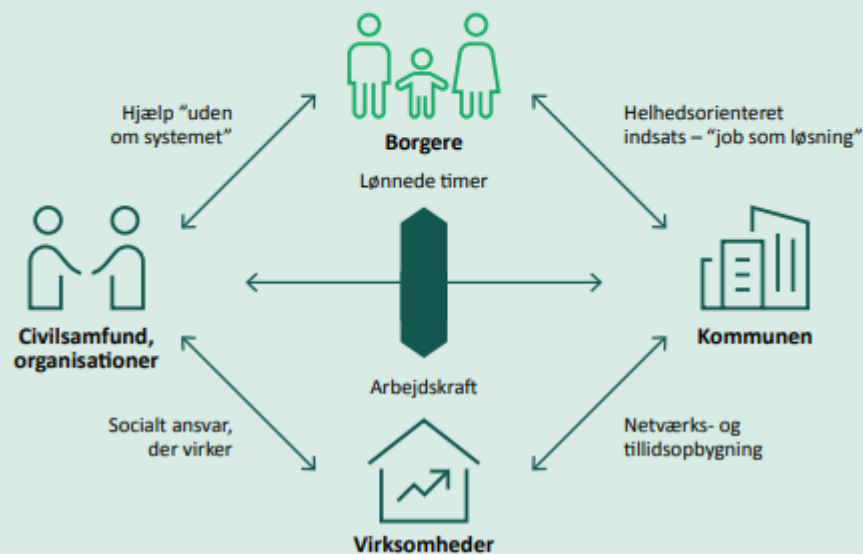 Hjælp “uden
om systemet”
Borgere
Lønnede timer
Helhedsorienteret
indsats – “job som løsning”
Civilsamfund,
organisationer
Kommunen
Arbejdskraft
Socialt ansvar,
der virker
Netværks- og
tillidsopbygning
Virksomheder